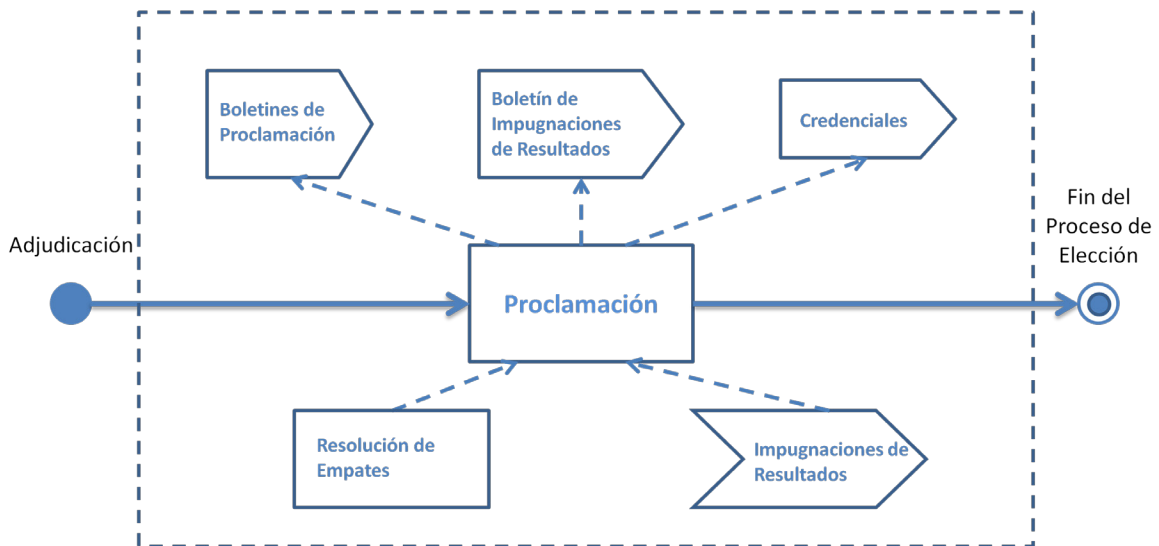 Boletines de
Proclamación
Boletín de
Impugnaciones
de Resultados
Credenciales
Adjudicación
Fin del
Proceso de
Elección
Proclamación
Resolución de
Empates
Impugnaciones de
Resultados